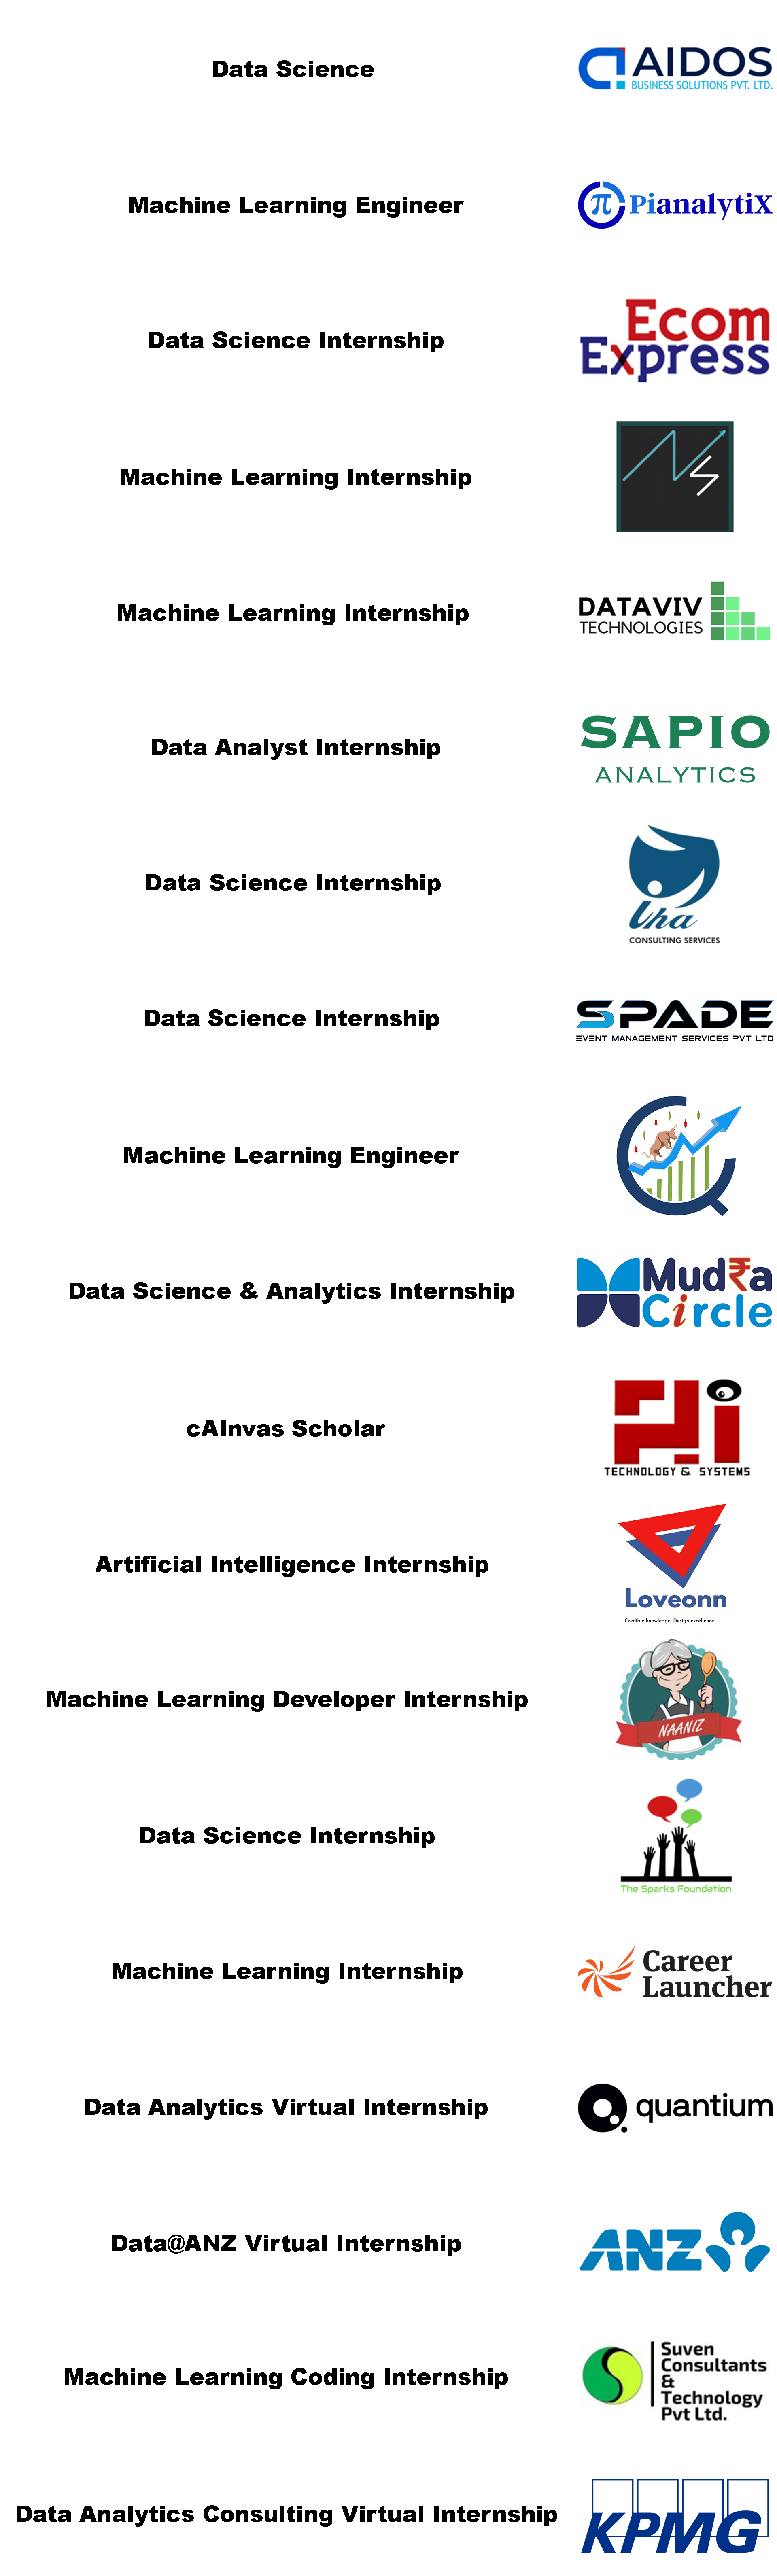 Data Science
AIDOS
BUSINESS SOLUTIONS PVT. LTD.
Machine Learning Engineer
π PianalytiX
Data Science Internship
Ecom
Express
Machine Learning Internship
NS
Machine Learning Internship
DATAVIV
TECHNOLOGIES
Data Analyst Internship
SAPIO
ANALYTICS
Data Science Internship
lha
CONSULTING SERVICES
Data Science Internship
SPADE
EVENT MANAGEMENT SERVICES PVT LTD
Machine Learning Engineer
Data Science & Analytics Internship
Mud₹a
Circle
cAInvas Scholar
TECHNOLOGY & SYSTEMS
Artificial Intelligence Internship
Loveonn
Credible knowledge, Design excellence
Machine Learning Developer Internship
NAANIZ
Data Science Internship
The Sparks Foundation
Machine Learning Internship
Career
Launcher
Data Analytics Virtual Internship
quantium
Data@ANZ Virtual Internship
ANZ
Machine Learning Coding Internship
Suven
Consultants
&
Technology
Pvt Ltd.
Data Analytics Consulting Virtual Internship
KPMG